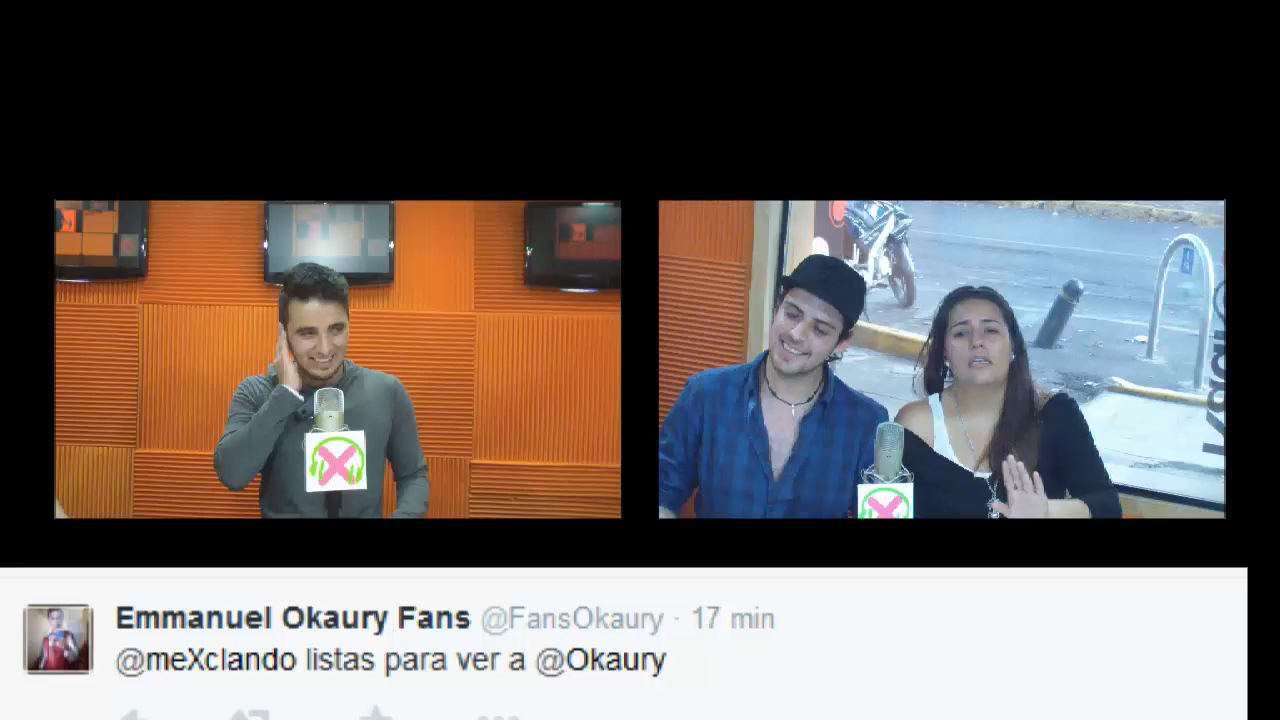 Emmanuel Okaury Fans @FansOkaury · 17 min
@meXclando listas para ver a @Okaury